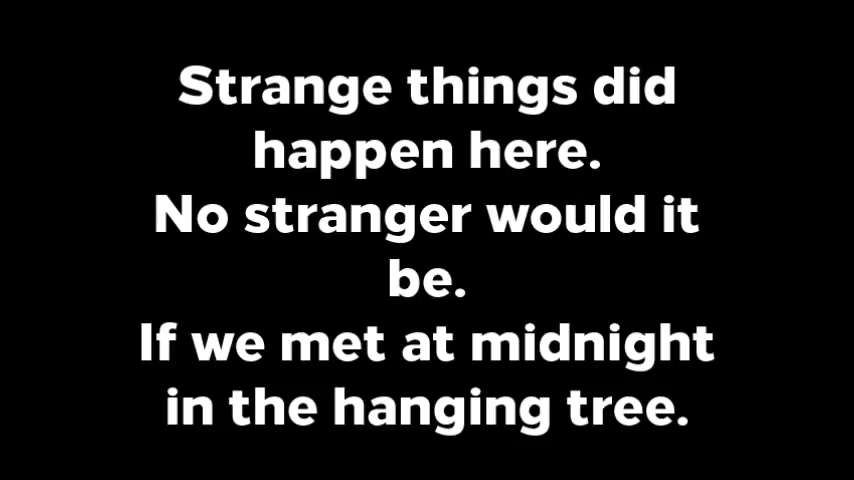 Strange things did
happen here.
No stranger would it
be.
If we met at midnight
in the hanging tree.